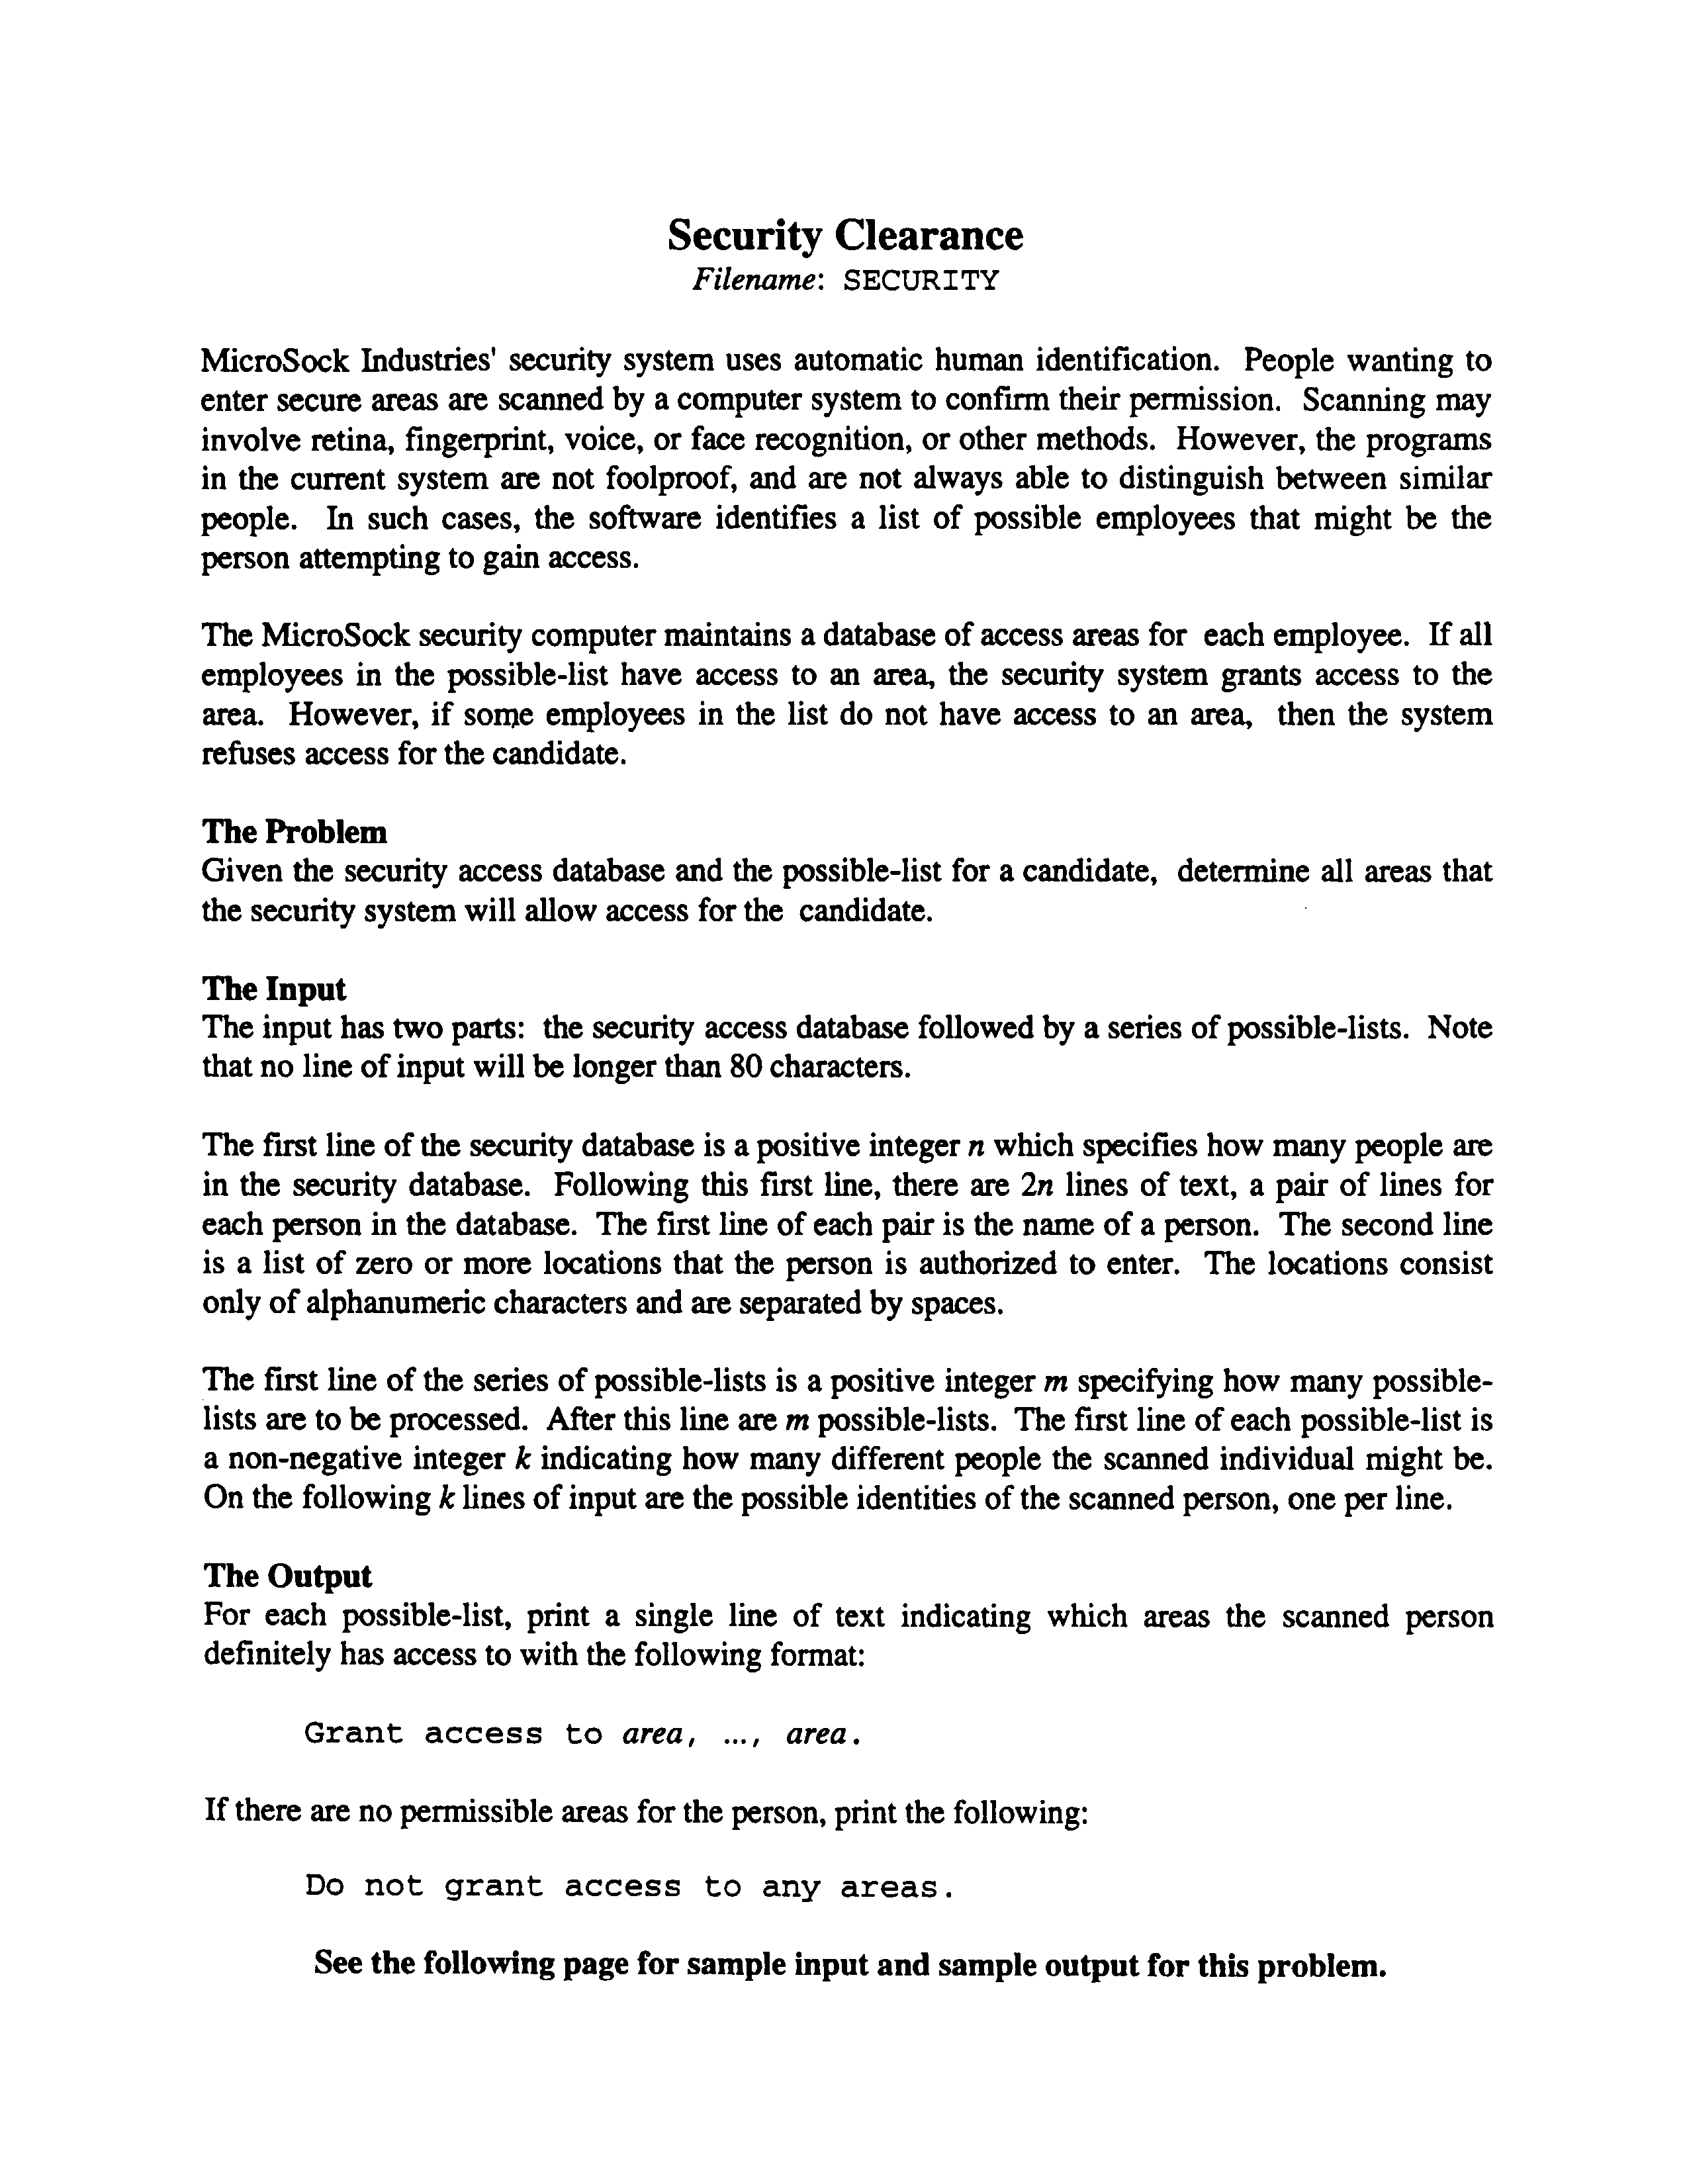 Security Clearance
Filename: SECURITY
MicroSock Industries' security system uses automatic human identification. People wanting to
enter secure areas are scanned by a computer system to confirm their permission. Scanning may
involve retina, fingerprint, voice, or face recognition, or other methods. However, the programs
in the current system are not foolproof, and are not always able to distinguish between similar
people. In such cases, the software identifies a list of possible employees that might be the
person attempting to gain access.
The MicroSock security computer maintains a database of access areas for each employee. If all
employees in the possible-list have access to an area, the security system grants access to the
area. However, if some employees in the list do not have access to an area, then the system
refuses access for the candidate.
The Problem
Given the security access database and the possible-list for a candidate, determine all areas that
the security system will allow access for the candidate.
The Input
The input has two parts: the security access database followed by a series of possible-lists. Note
that no line of input will be longer than 80 characters.
The first line of the security database is a positive integer n which specifies how many people are
in the security database. Following this first line, there are 2n lines of text, a pair of lines for
each person in the database. The first line of each pair is the name of a person. The second line
is a list of zero or more locations that the person is authorized to enter. The locations consist
only of alphanumeric characters and are separated by spaces.
The first line of the series of possible-lists is a positive integer m specifying how many possible-
lists are to be processed. After this line are m possible-lists. The first line of each possible-list is
a non-negative integer k indicating how many different people the scanned individual might be.
On the following k lines of input are the possible identities of the scanned person, one per line.
The Output
For each possible-list, print a single line of text indicating which areas the scanned person
definitely has access to with the following format:
Grant access to area, ..., area.
If there are no permissible areas for the person, print the following:
Do not grant access to any areas.
See the following page for sample input and sample output for this problem.